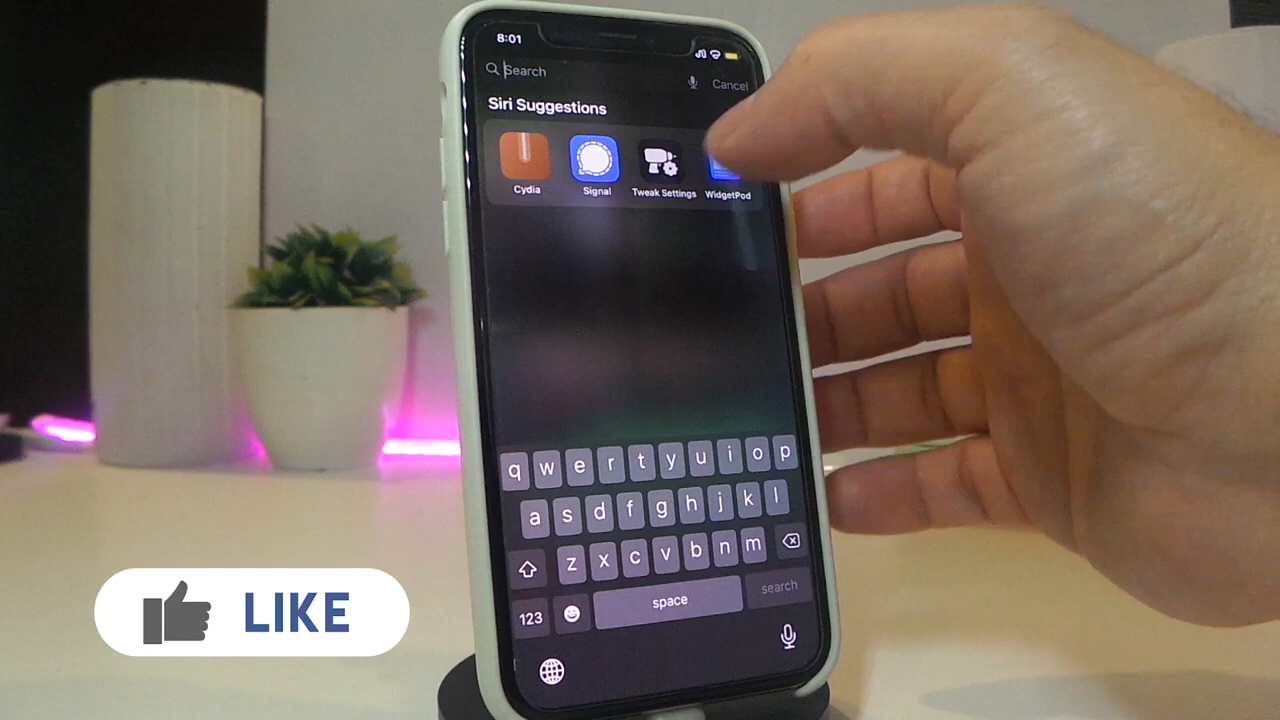 8:01
Search
Cancel
Siri Suggestions
Cydia Signal Tweak Settings WidgetPod
q w e r t y u i o p
a s d f g h j k l
z x c v b n m
123 space search
LIKE